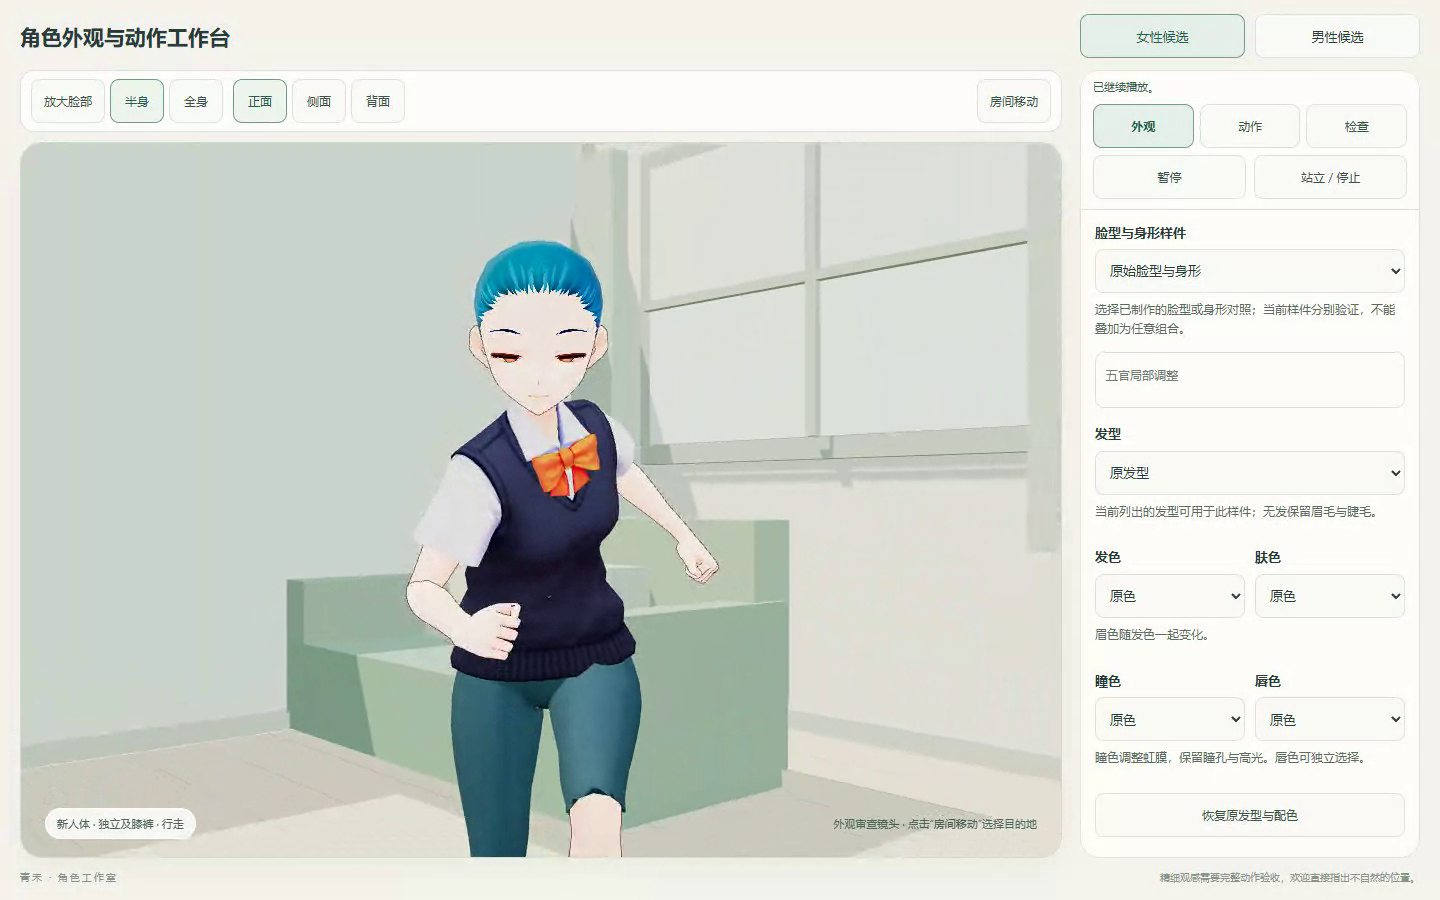 角色外观与动作工作台
女性候选
男性候选
放大脸部
半身
全身
正面
侧面
背面
房间移动
已继续播放。
外观
动作
检查
暂停
站立 / 停止
脸型与身形样件
原始脸型与身形
选择已制作的脸型或身形对照；当前样件分别验证，不能
叠加为任意组合。
五官局部调整
发型
原发型
当前列出的发型可用于此样件；无发保留眉毛与睫毛。
发色
肤色
原色
原色
眉色随发色一起变化。
瞳色
唇色
原色
原色
瞳色调整虹膜，保留瞳孔与高光。唇色可独立选择。
恢复原发型与配色
新人体 · 独立及膝裤 · 行走
外观审查镜头 · 点击“房间移动”选择目的地
青禾 · 角色工作室
精细观感需要完整动作验收，欢迎直接指出不自然的位置。